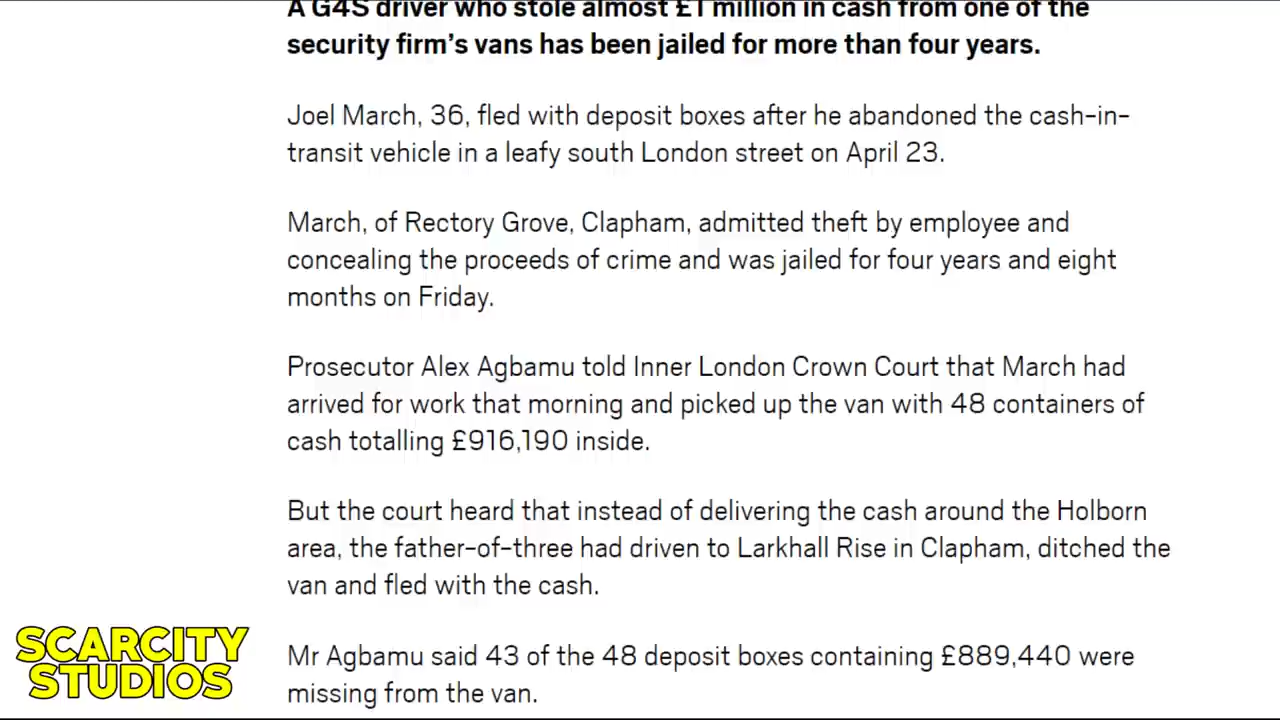 A G4S driver who stole almost £1 million in cash from one of the
security firm's vans has been jailed for more than four years.
Joel March, 36, fled with deposit boxes after he abandoned the cash-in-
transit vehicle in a leafy south London street on April 23.
March, of Rectory Grove, Clapham, admitted theft by employee and
concealing the proceeds of crime and was jailed for four years and eight
months on Friday.
Prosecutor Alex Agbamu told Inner London Crown Court that March had
arrived for work that morning and picked up the van with 48 containers of
cash totalling £916,190 inside.
But the court heard that instead of delivering the cash around the Holborn
area, the father-of-three had driven to Larkhall Rise in Clapham, ditched the
van and fled with the cash.
Mr Agbamu said 43 of the 48 deposit boxes containing £889,440 were
missing from the van.
SCARCITY
STUDIOS